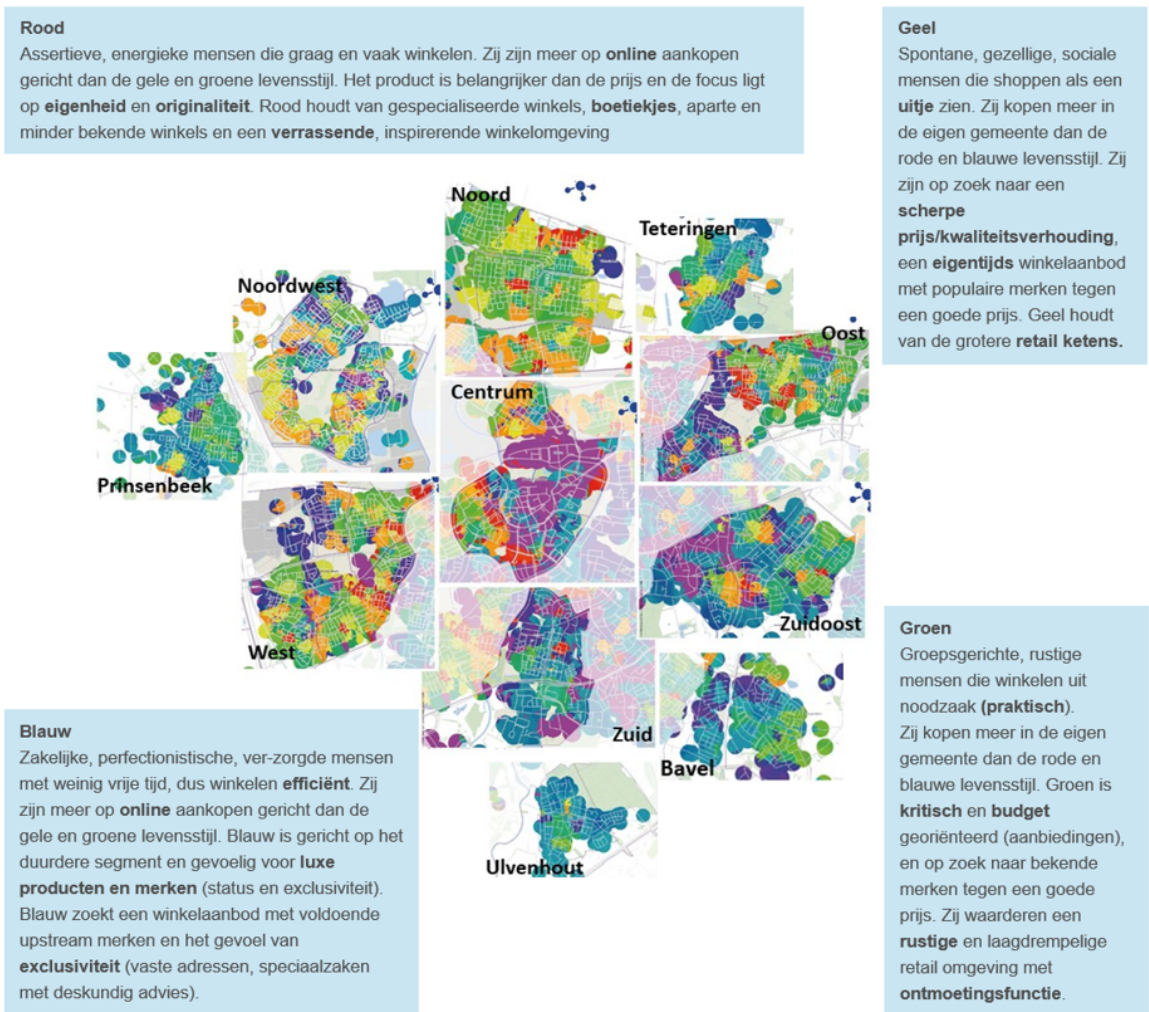 Rood
Assertieve, energieke mensen die graag en vaak winkelen. Zij zijn meer op online aankopen
gericht dan de gele en groene levensstijl. Het product is belangrijker dan de prijs en de focus ligt
op eigenheid en originaliteit. Rood houdt van gespecialiseerde winkels, boetiekjes, aparte en
minder bekende winkels en een verrassende, inspirerende winkelomgeving
Geel
Spontane, gezellige, sociale
mensen die shoppen als een
uitje zien. Zij kopen meer in
de eigen gemeente dan de
rode en blauwe levensstijl. Zij
zijn op zoek naar een
scherpe
prijs/kwaliteitsverhouding,
een eigentijds winkelaanbod
met populaire merken tegen
een goede prijs. Geel houdt
van de grotere retail ketens.
Noord
Teteringen
Noordwest
Oost
Centrum
Prinsenbeek
West
Zuidoost
Zuid
Bavel
Ulvenhout
Blauw
Zakelijke, perfectionistische, ver-zorgde mensen
met weinig vrije tijd, dus winkelen efficiënt. Zij
zijn meer op online aankopen gericht dan de
gele en groene levensstijl. Blauw is gericht op het
duurdere segment en gevoelig voor luxe
producten en merken (status en exclusiviteit).
Blauw zoekt een winkelaanbod met voldoende
upstream merken en het gevoel van
exclusiviteit (vaste adressen, speciaalzaken
met deskundig advies).
Groen
Groepsgerichte, rustige
mensen die winkelen uit
noodzaak (praktisch).
Zij kopen meer in de eigen
gemeente dan de rode en
blauwe levensstijl. Groen is
kritisch en budget
georiënteerd (aanbiedingen),
en op zoek naar bekende
merken tegen een goede
prijs. Zij waarderen een
rustige en laagdrempelige
retail omgeving met
ontmoetingsfunctie.